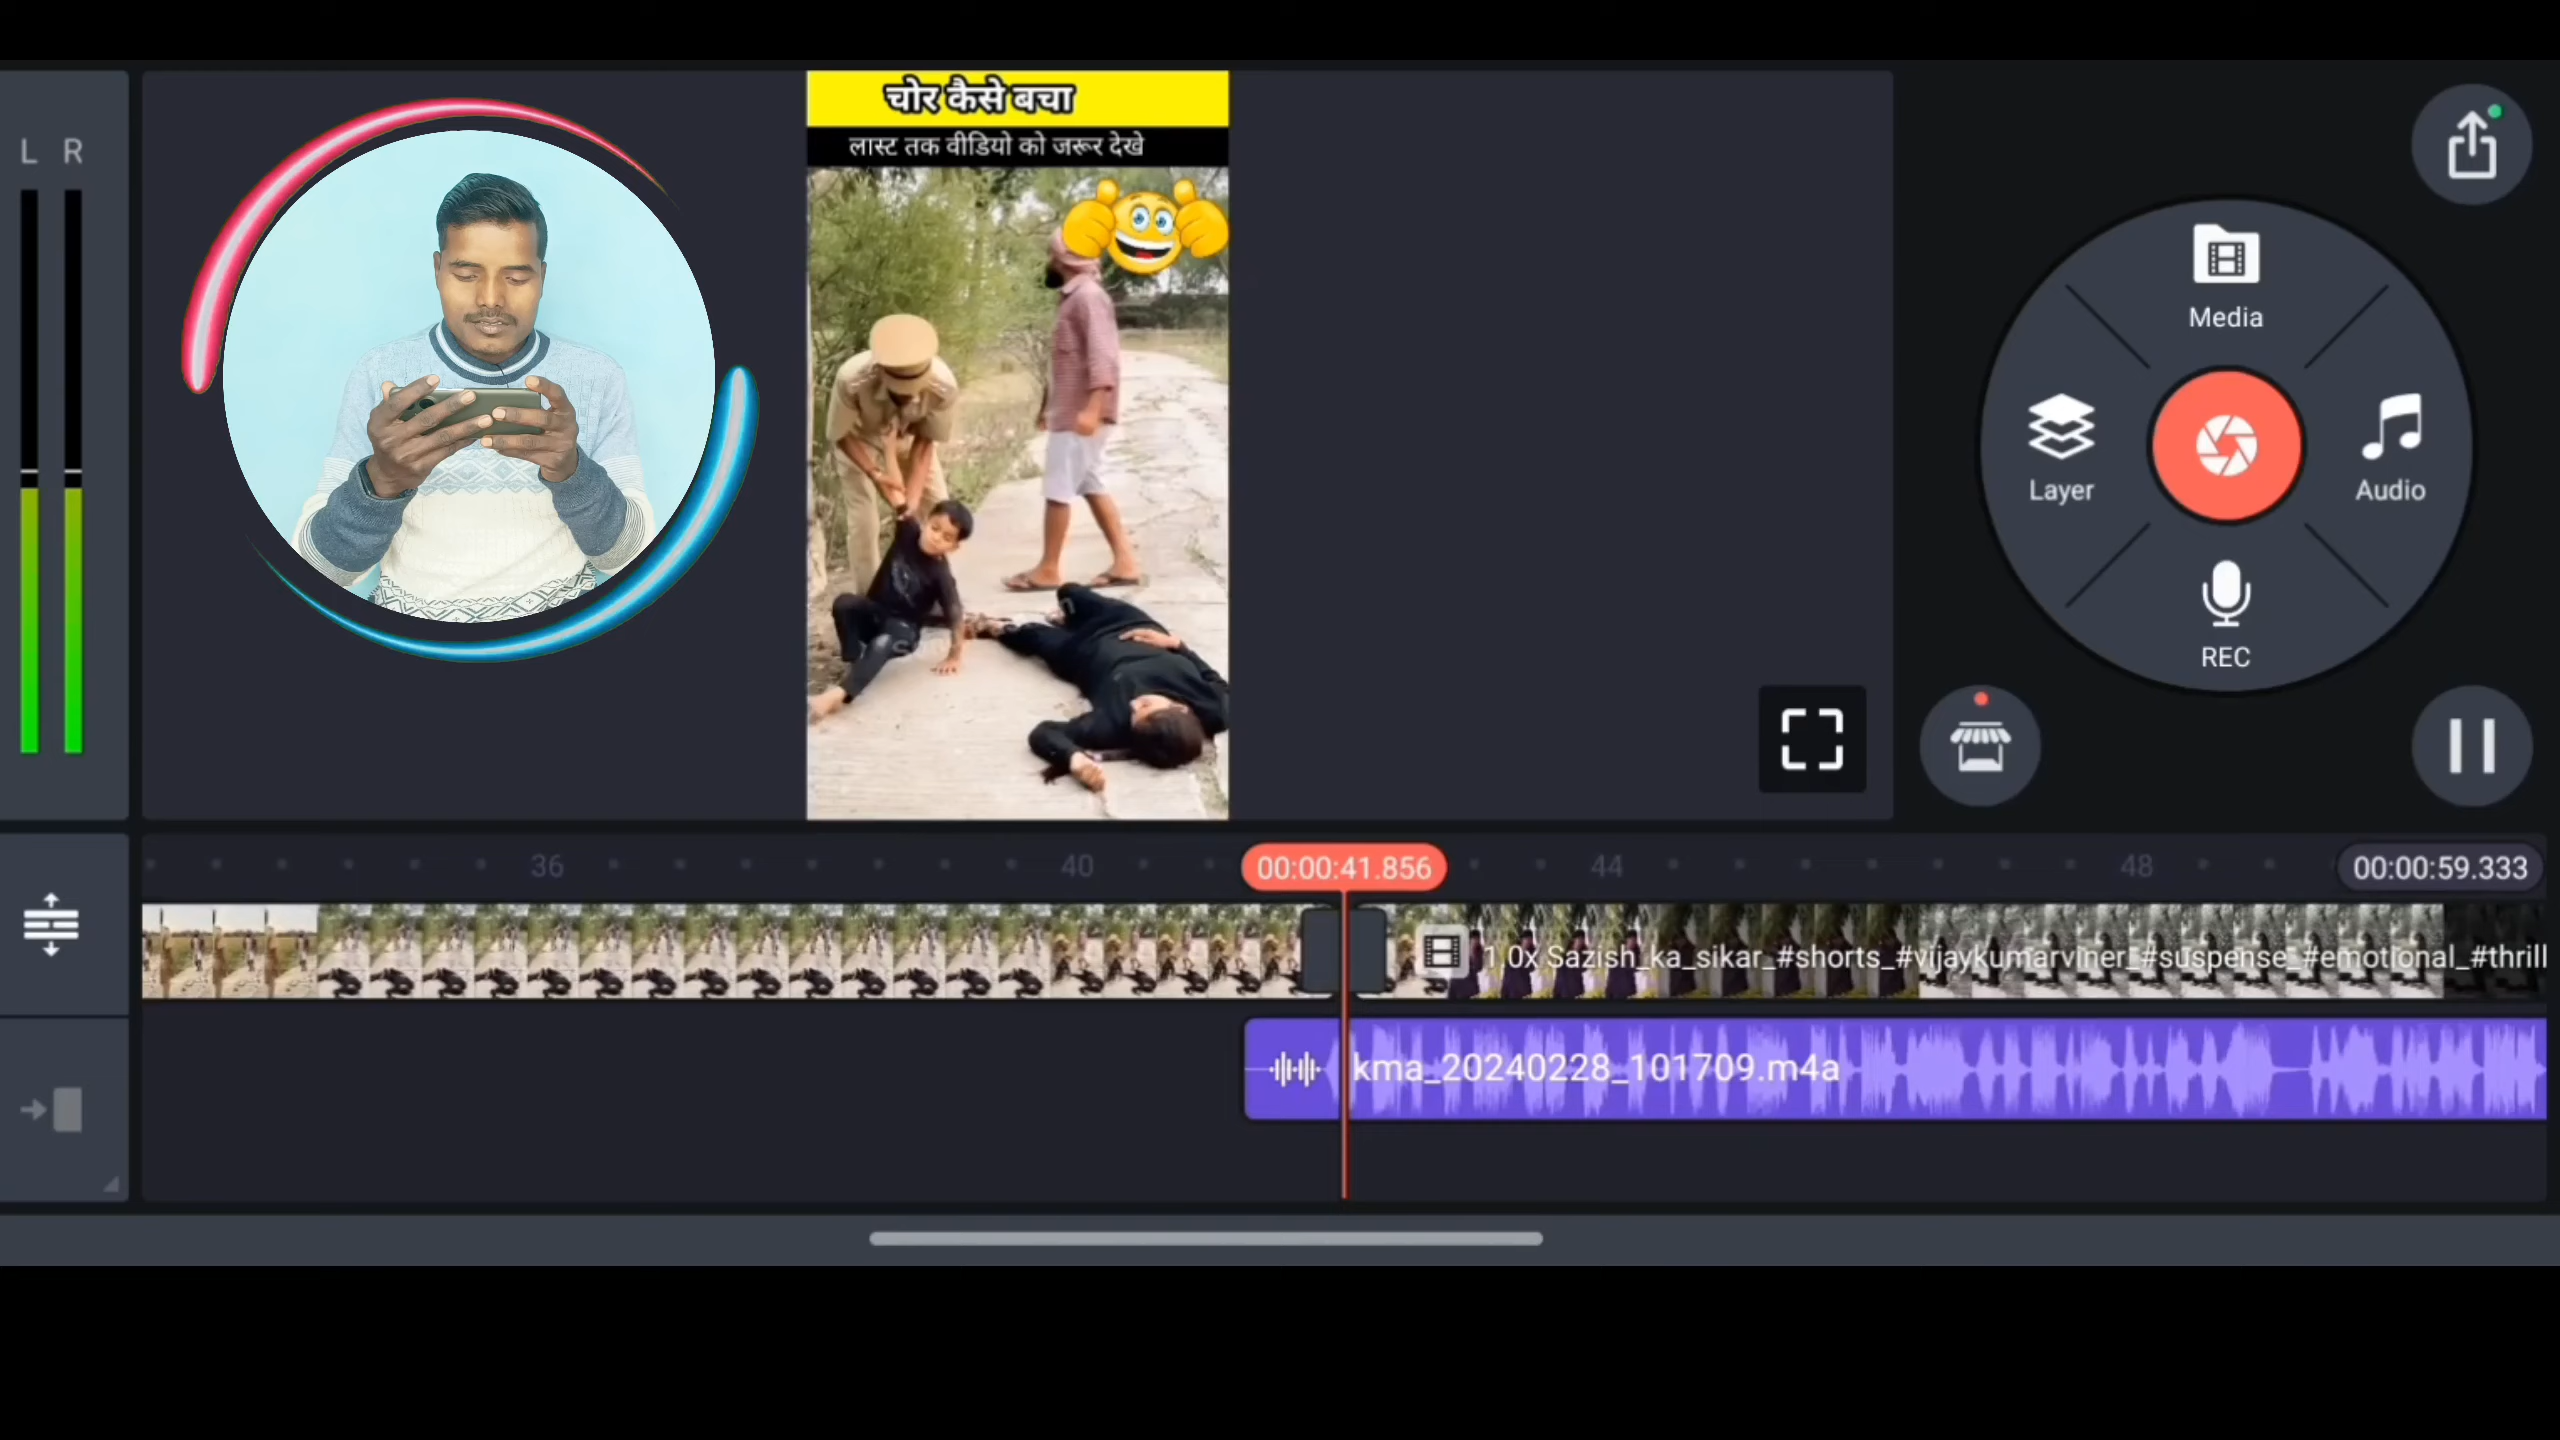 चोर कैसे बचा
लास्ट तक वीडियो को जरूर देखे
L R
Media
Layer
Audio
REC
36
40
00:00:41.856
44
48
00:00:59.333
1.0x Sazish_ka_sikar_#shorts_#vijaykumarviner_#suspense_#emotional_#thrill
kma_20240228_101709.m4a